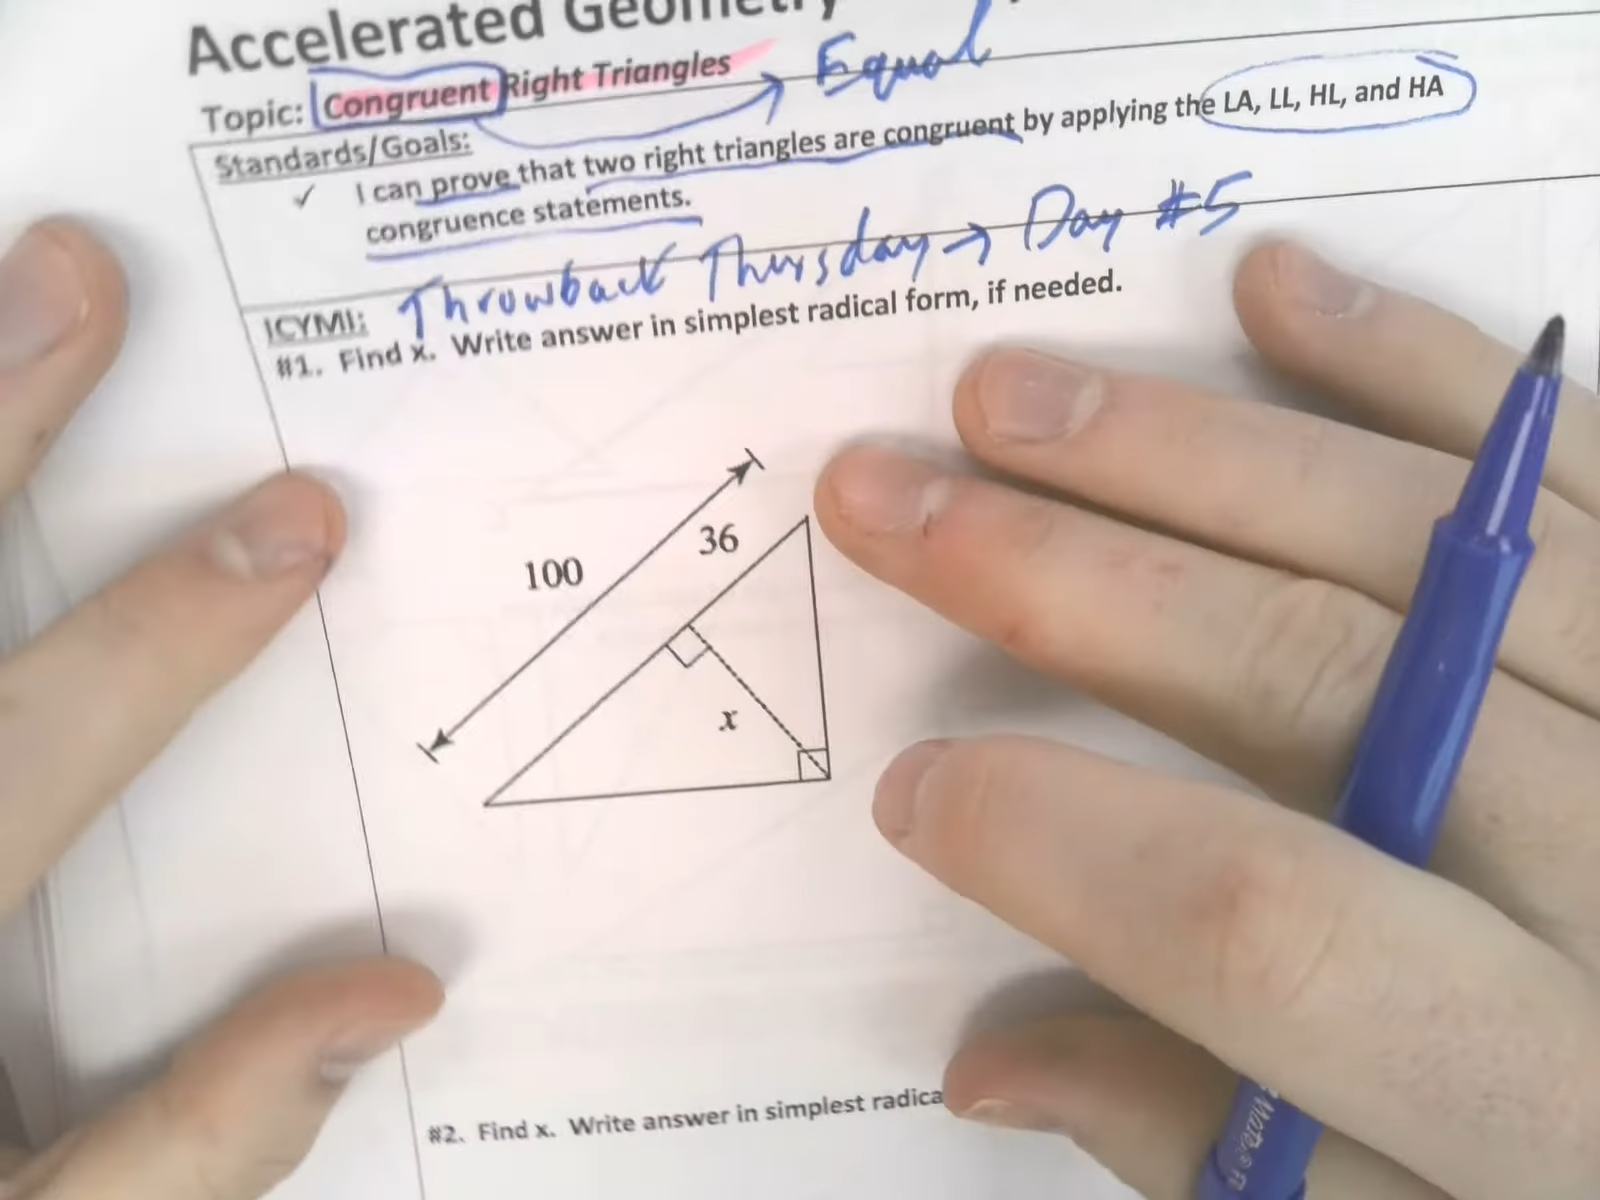 Accelerated Geometry
Topic: Congruent Right Triangles
Equal
Standards/Goals:
✓ I can prove that two right triangles are congruent by applying the LA, LL, HL, and HA
congruence statements.
Throwback Thursday → Day #5
ICYMI:
#1. Find x. Write answer in simplest radical form, if needed.
36
100
x
#2. Find x. Write answer in simplest